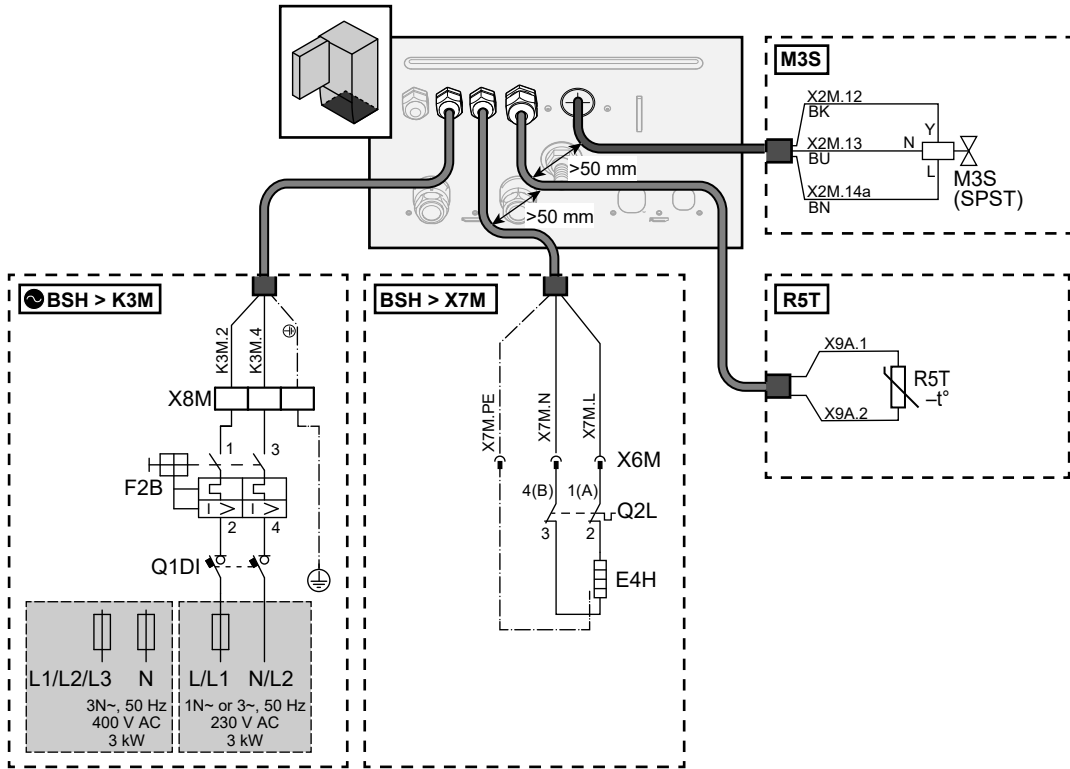 M3S
X2M.12
BK
Y
X2M.13
N
BU
L
X2M.14a
BN
M3S
(SPST)
>50 mm
>50 mm
BSH > K3M
K3M.2
K3M.4
X8M
1
3
F2B
I >
I >
2
4
Q1DI
L1/L2/L3
N
3N~, 50 Hz
400 V AC
3 kW
L/L1
N/L2
1N~ or 3~, 50 Hz
230 V AC
3 kW
BSH > X7M
X7M.PE
X7M.N
X7M.L
X6M
4(B)
1(A)
Q2L
3
2
E4H
R5T
X9A.1
R5T
–t°
X9A.2